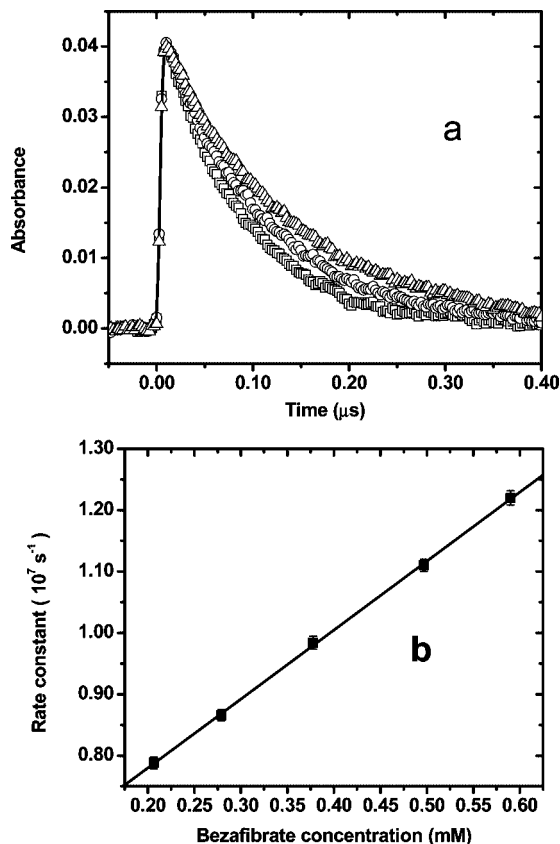 0.04
0.03
0.02
0.01
0.00
Absorbance
a
0.00 0.10 0.20 0.30 0.40
Time (μs)
1.30
1.20
1.10
1.00
0.90
0.80
Rate constant ( 10⁷ s⁻¹)
b
0.20 0.25 0.30 0.35 0.40 0.45 0.50 0.55 0.60
Bezafibrate concentration (mM)